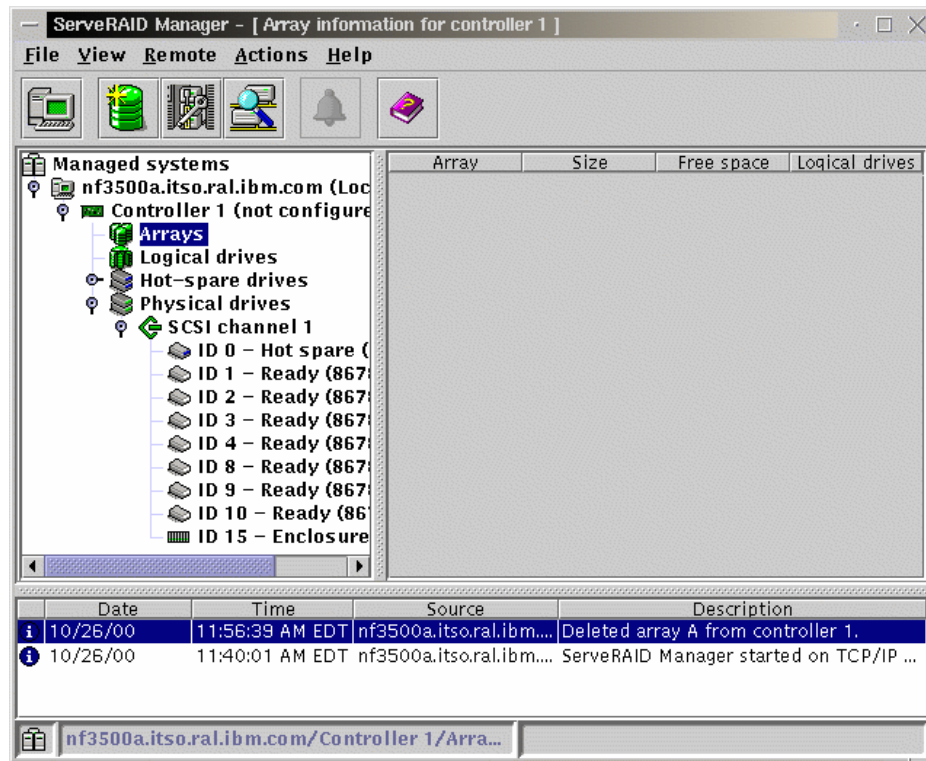 ServeRAID Manager - [ Array information for controller 1 ]
File View Remote Actions Help
Managed systems
nf3500a.itso.ral.ibm.com (Loc
Controller 1 (not configure
Arrays
Logical drives
Hot-spare drives
Physical drives
SCSI channel 1
ID 0 - Hot spare (
ID 1 - Ready (867
ID 2 - Ready (867
ID 3 - Ready (867
ID 4 - Ready (867
ID 8 - Ready (867
ID 9 - Ready (867
ID 10 - Ready (86
ID 15 - Enclosure
Array Size Free space Logical drives
Date Time Source Description
10/26/00 11:56:39 AM EDT nf3500a.itso.ral.ibm.... Deleted array A from controller 1.
10/26/00 11:40:01 AM EDT nf3500a.itso.ral.ibm.... ServeRAID Manager started on TCP/IP ...
nf3500a.itso.ral.ibm.com/Controller 1/Arra...